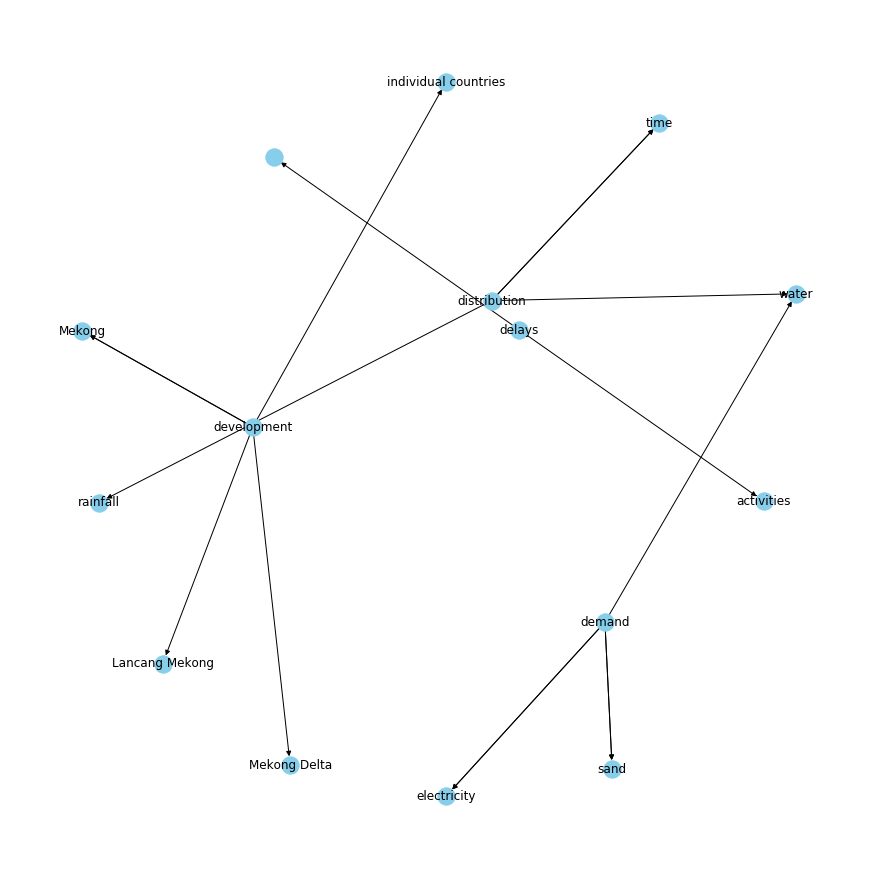 individual countries
time
water
distribution
delays
Mekong
development
rainfall
activities
demand
Lancang Mekong
Mekong Delta
sand
electricity